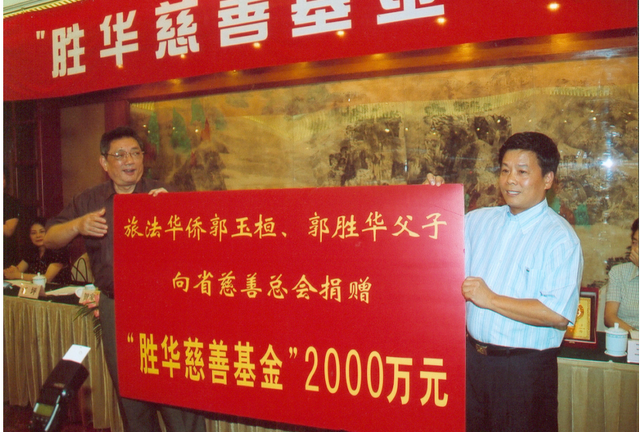 "胜华慈善基金
旅法华侨郭玉桓、郭胜华父子
向省慈善总会捐赠
“胜华慈善基金”2000万元